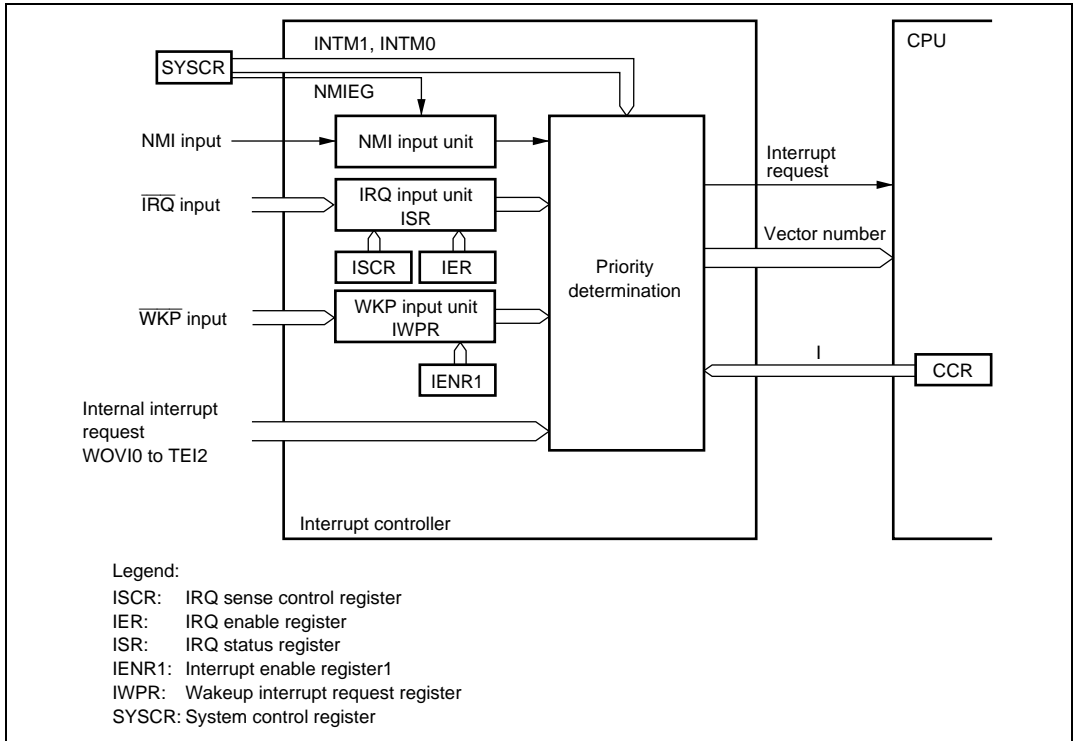 INTM1, INTM0
CPU
SYSCR
NMIEG
NMI input
NMI input unit
Interrupt
request
IRQ input
IRQ input unit
ISR
Vector number
ISCR
IER
Priority
determination
WKP input
WKP input unit
IWPR
I
CCR
IENR1
Internal interrupt
request
WOVI0 to TEI2
Interrupt controller
Legend:
ISCR: IRQ sense control register
IER: IRQ enable register
ISR: IRQ status register
IENR1: Interrupt enable register1
IWPR: Wakeup interrupt request register
SYSCR: System control register